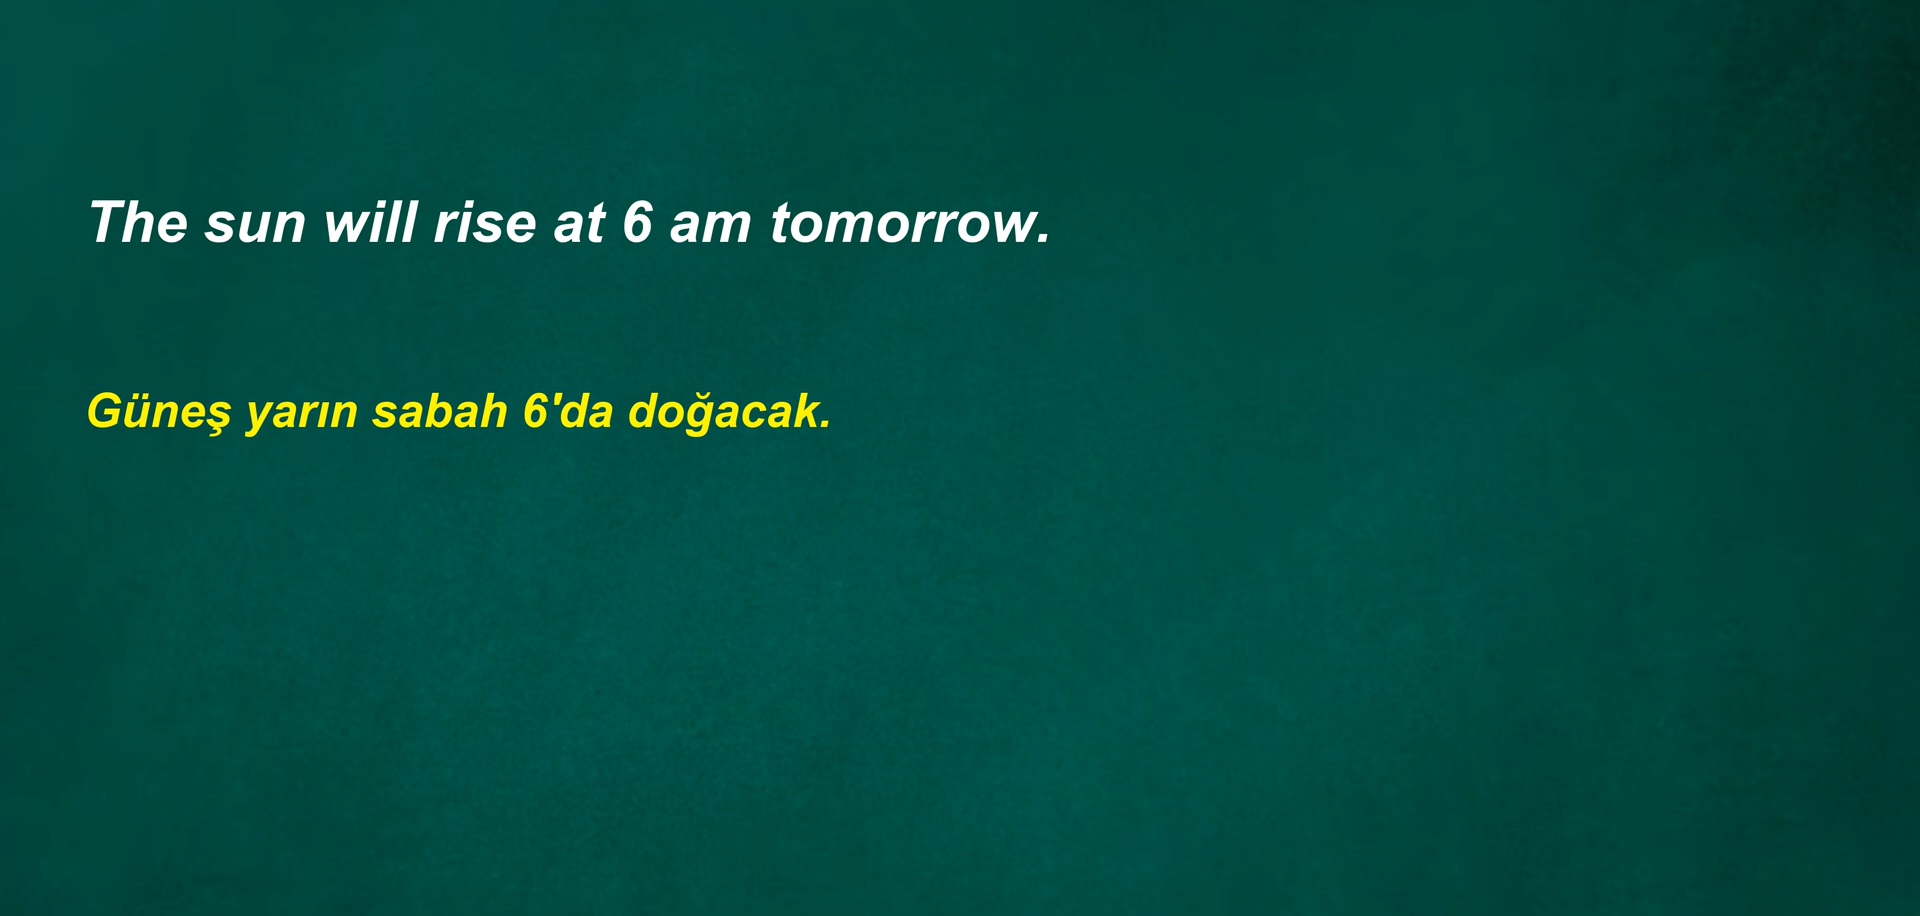 The sun will rise at 6 am tomorrow.
Güneş yarın sabah 6'da doğacak.